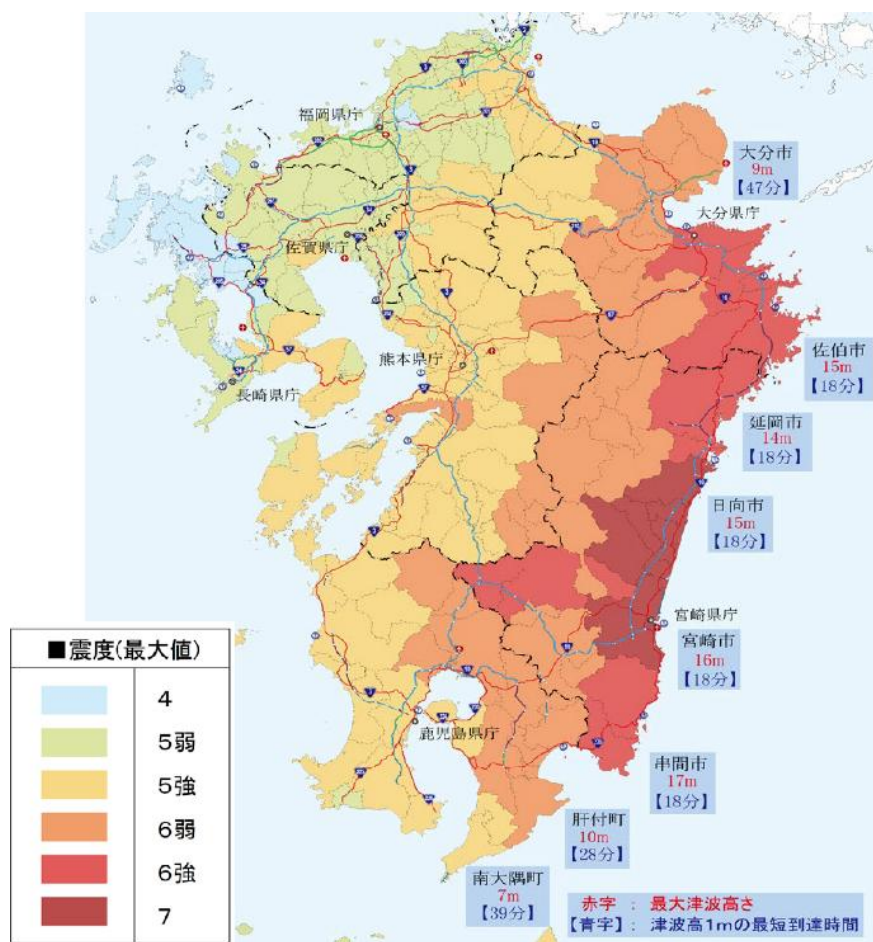 福岡県庁
大分市
9m
【47分】
大分県庁
佐賀県庁
熊本県庁
長崎県庁
佐伯市
15m
【18分】
延岡市
14m
【18分】
日向市
15m
【18分】
宮崎県庁
宮崎市
16m
【18分】
■震度(最大値)
4
5弱
5強
6弱
6強
7
鹿児島県庁
串間市
17m
【18分】
肝付町
10m
【28分】
南大隅町
7m
【39分】
赤字 : 最大津波高さ
【青字】: 津波高1mの最短到達時間